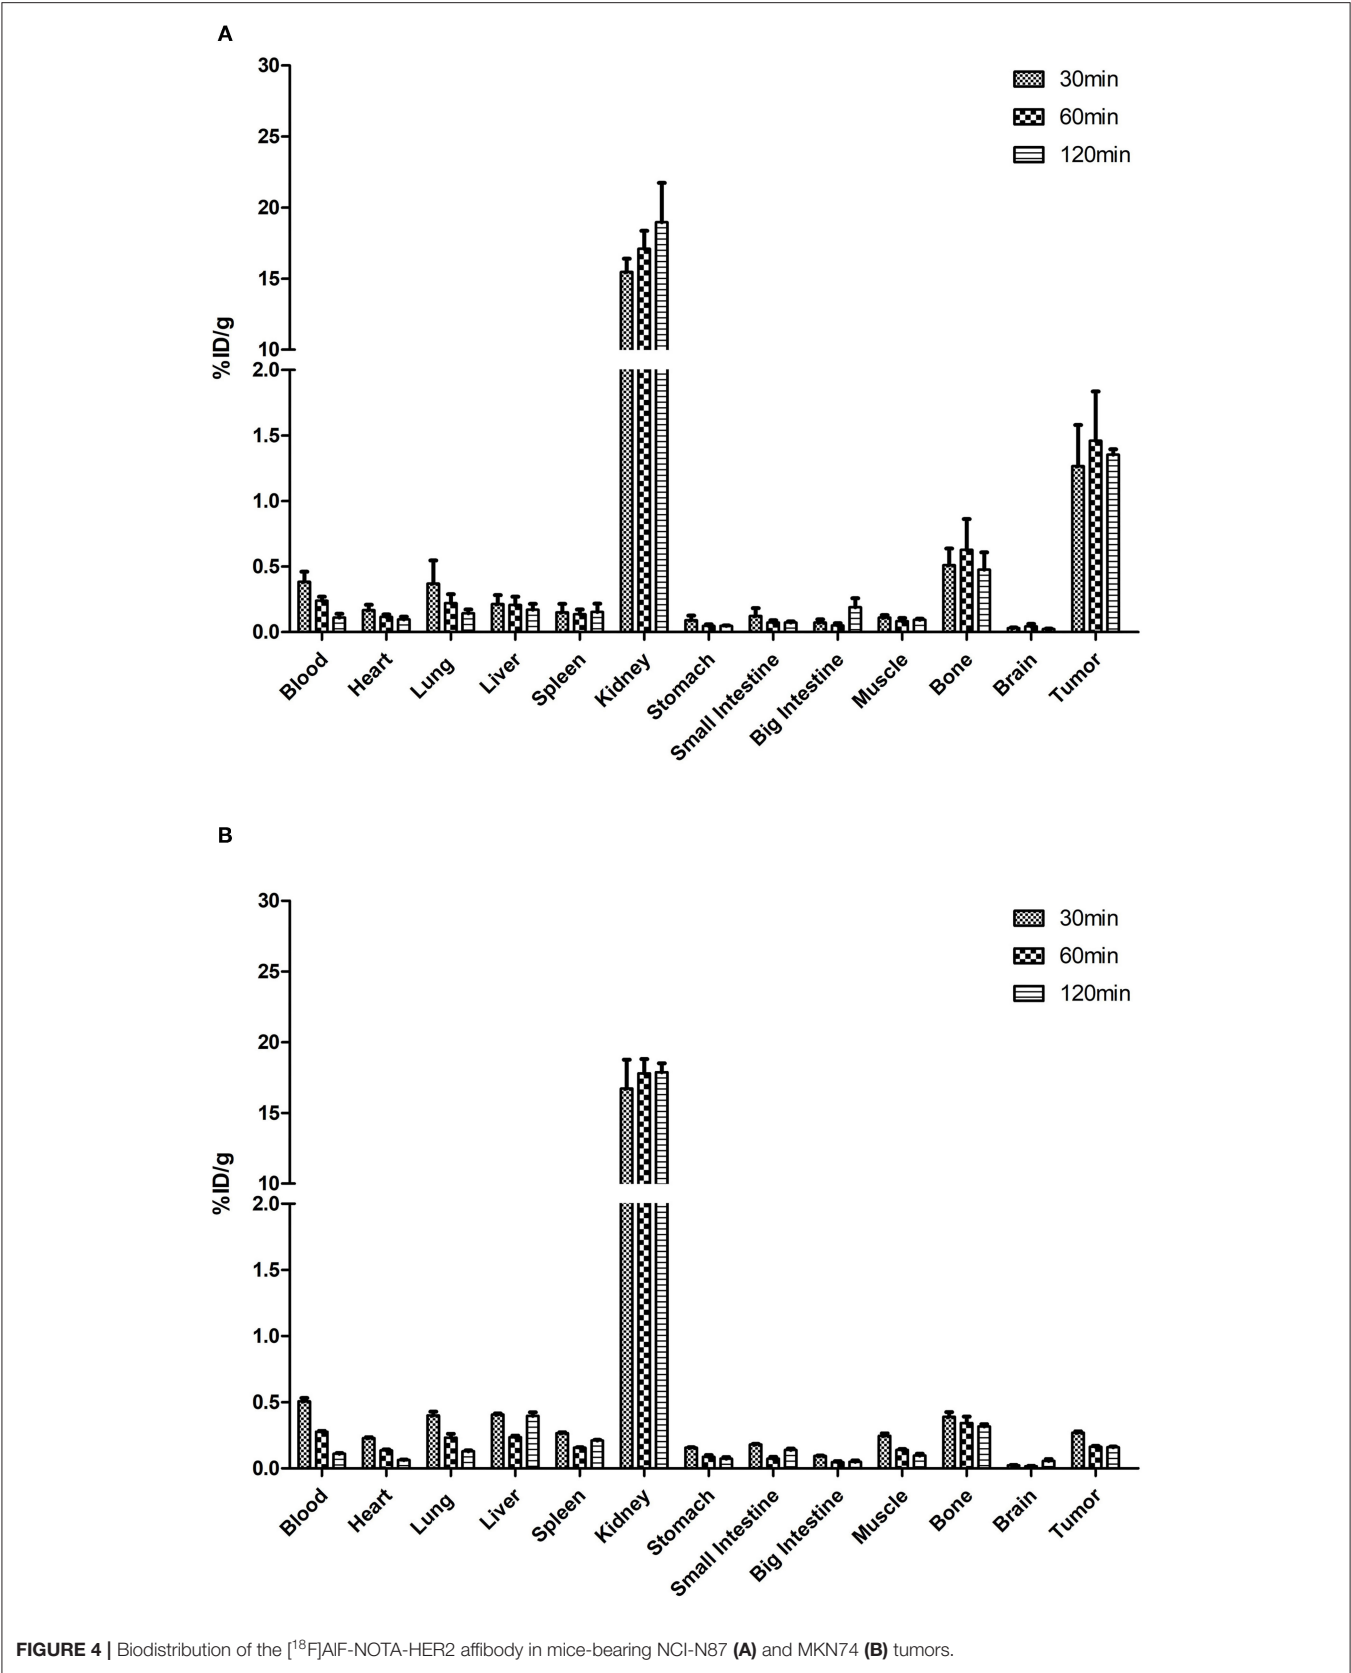 A
30
25
20
15
10
2.0
1.5
1.0
0.5
0.0
%ID/g
30min
60min
120min
Blood
Heart
Lung
Liver
Spleen
Kidney
Stomach
Small Intestine
Big Intestine
Muscle
Bone
Brain
Tumor
B
30
25
20
15
10
2.0
1.5
1.0
0.5
0.0
%ID/g
30min
60min
120min
Blood
Heart
Lung
Liver
Spleen
Kidney
Stomach
Small Intestine
Big Intestine
Muscle
Bone
Brain
Tumor
FIGURE 4 | Biodistribution of the [¹⁸F]AlF-NOTA-HER2 affibody in mice-bearing NCI-N87 (A) and MKN74 (B) tumors.